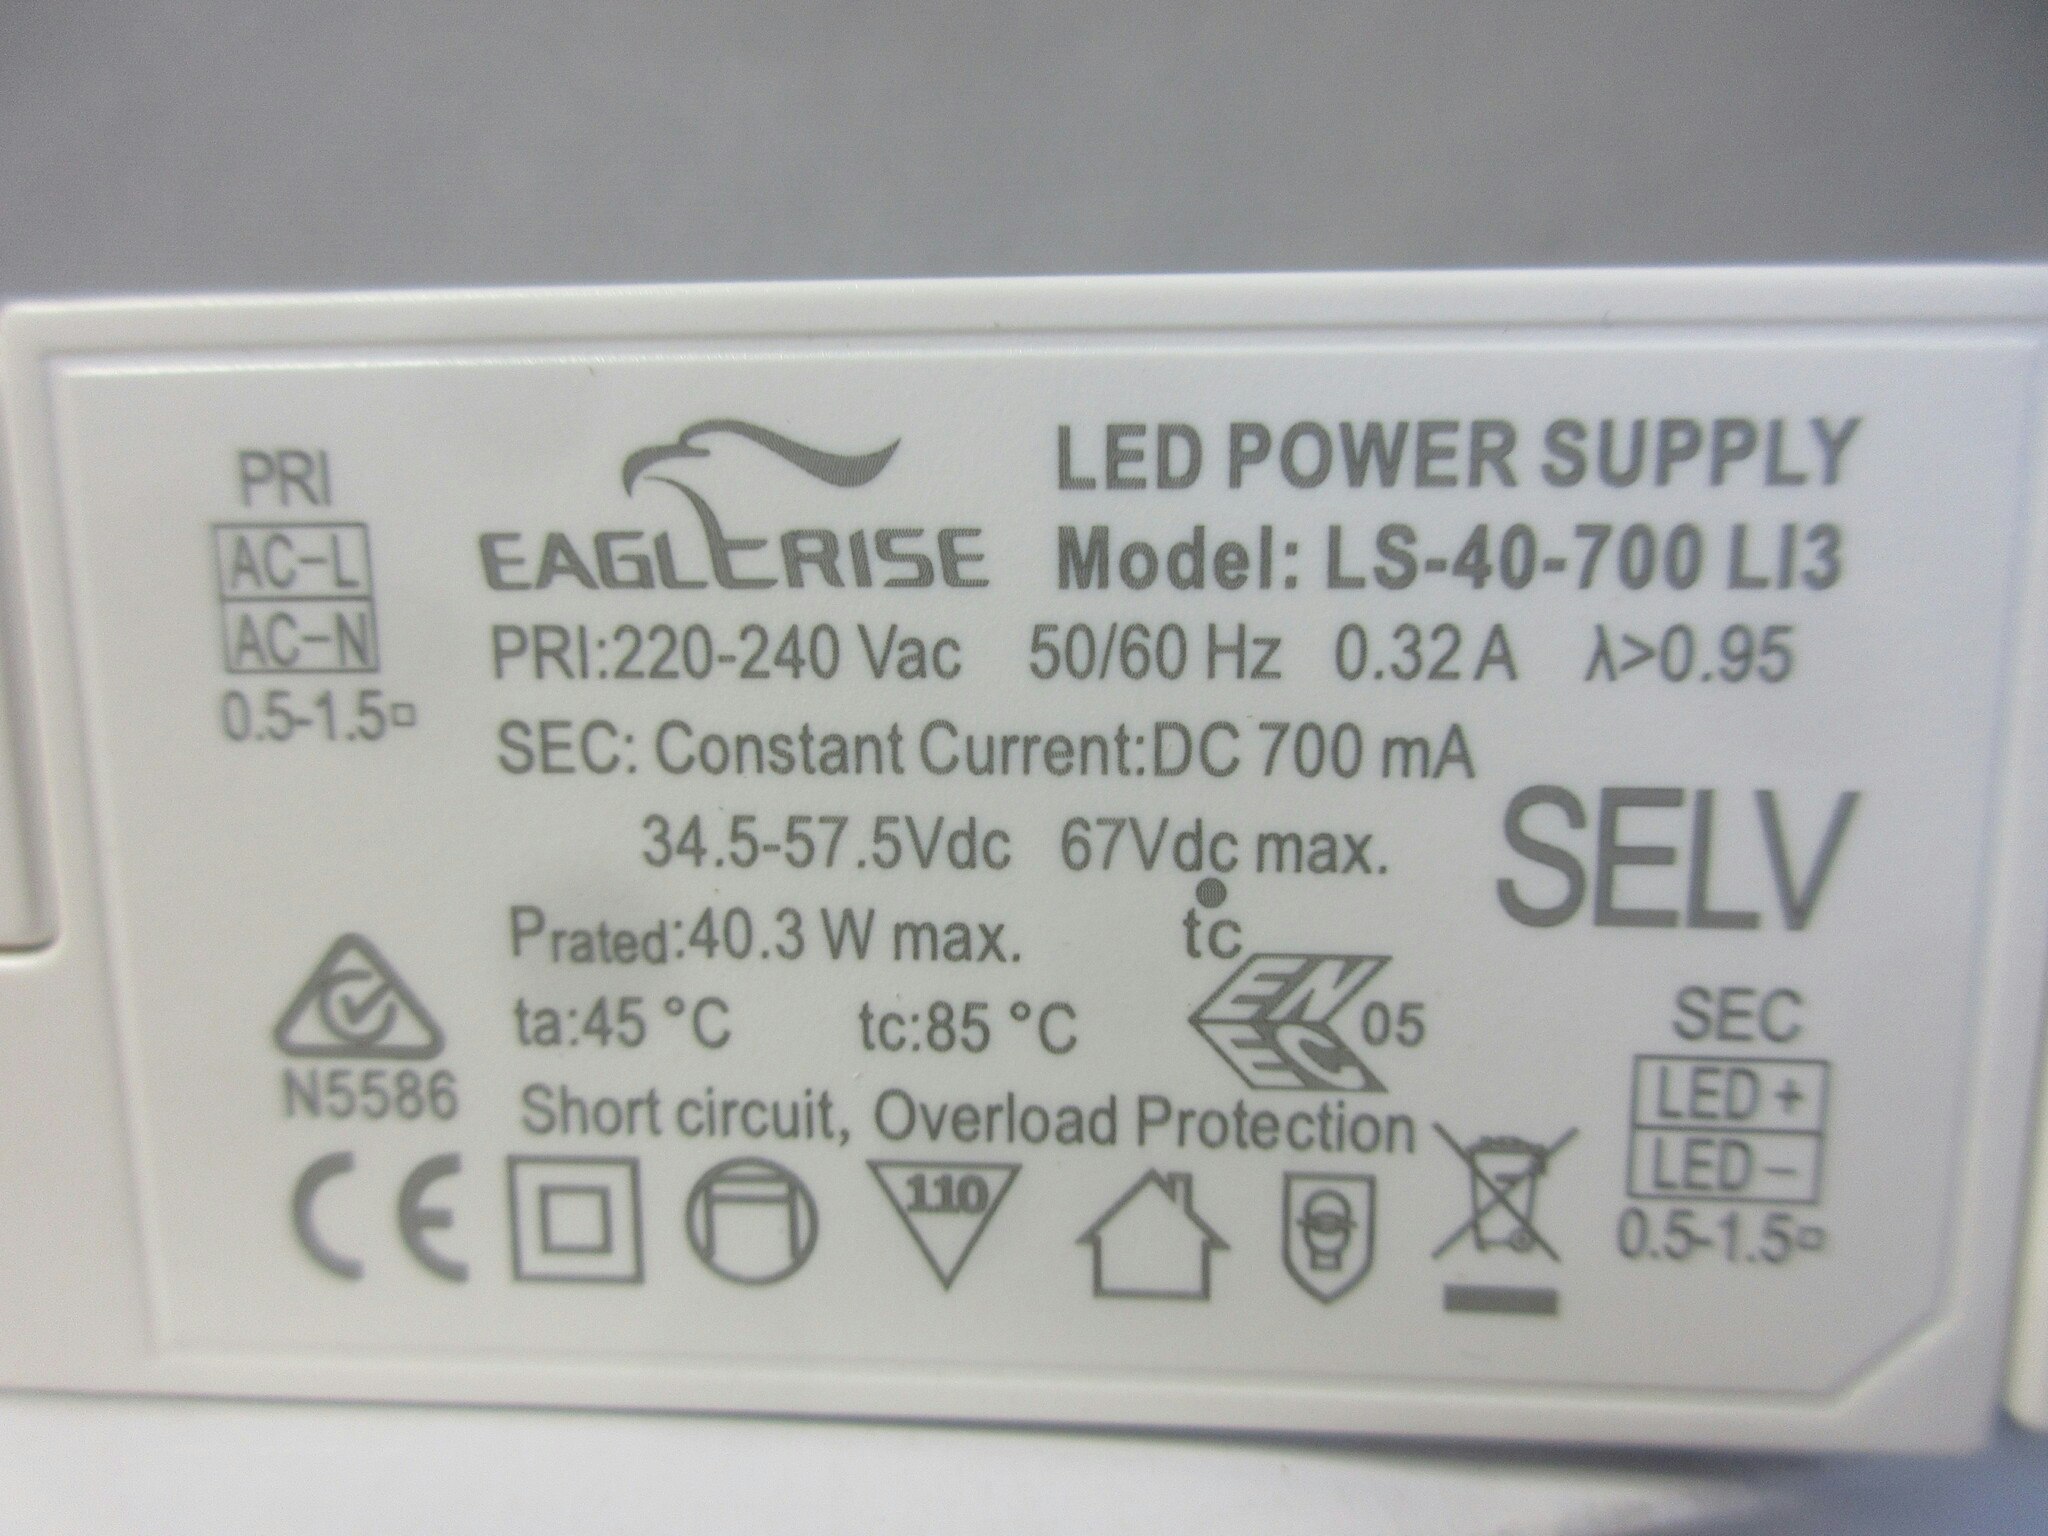 PRI
AC-L
AC-N
0.5-1.5□
EAGLERISE
LED POWER SUPPLY
Model: LS-40-700 LI3
PRI:220-240 Vac 50/60 Hz 0.32 A λ>0.95
SEC: Constant Current:DC 700 mA
34.5-57.5Vdc 67Vdc max.
SELV
Prated:40.3 W max. tc
ta:45 °C tc:85 °C
ENEC 05
N5586
Short circuit, Overload Protection
CE
110
SEC
LED +
LED −
0.5-1.5□